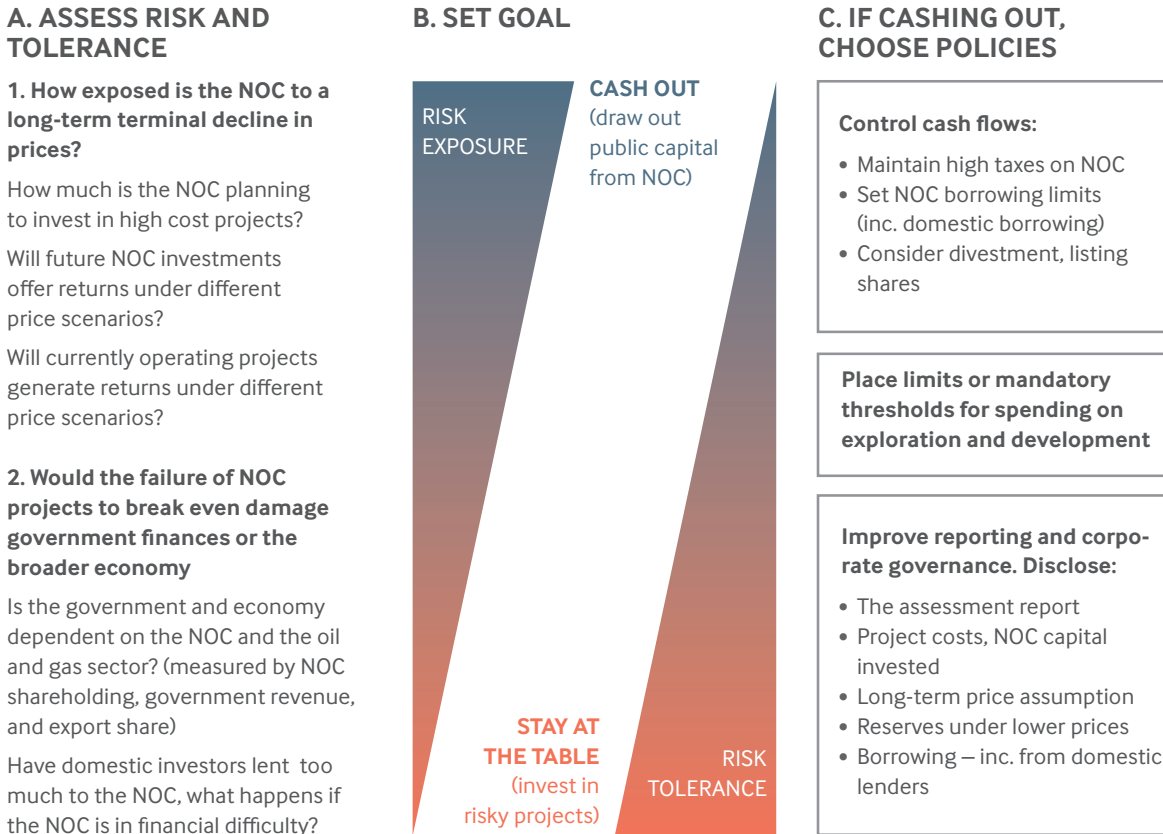 A. ASSESS RISK AND
TOLERANCE
1. How exposed is the NOC to a
long-term terminal decline in
prices?
How much is the NOC planning
to invest in high cost projects?
Will future NOC investments
offer returns under different
price scenarios?
Will currently operating projects
generate returns under different
price scenarios?
2. Would the failure of NOC
projects to break even damage
government finances or the
broader economy
Is the government and economy
dependent on the NOC and the oil
and gas sector? (measured by NOC
shareholding, government revenue,
and export share)
Have domestic investors lent too
much to the NOC, what happens if
the NOC is in financial difficulty?
B. SET GOAL
RISK
EXPOSURE
CASH OUT
(draw out
public capital
from NOC)
STAY AT
THE TABLE
(invest in
risky projects)
RISK
TOLERANCE
C. IF CASHING OUT,
CHOOSE POLICIES
Control cash flows:
• Maintain high taxes on NOC
• Set NOC borrowing limits
(inc. domestic borrowing)
• Consider divestment, listing
shares
Place limits or mandatory
thresholds for spending on
exploration and development
Improve reporting and corpo-
rate governance. Disclose:
• The assessment report
• Project costs, NOC capital
invested
• Long-term price assumption
• Reserves under lower prices
• Borrowing – inc. from domestic
lenders